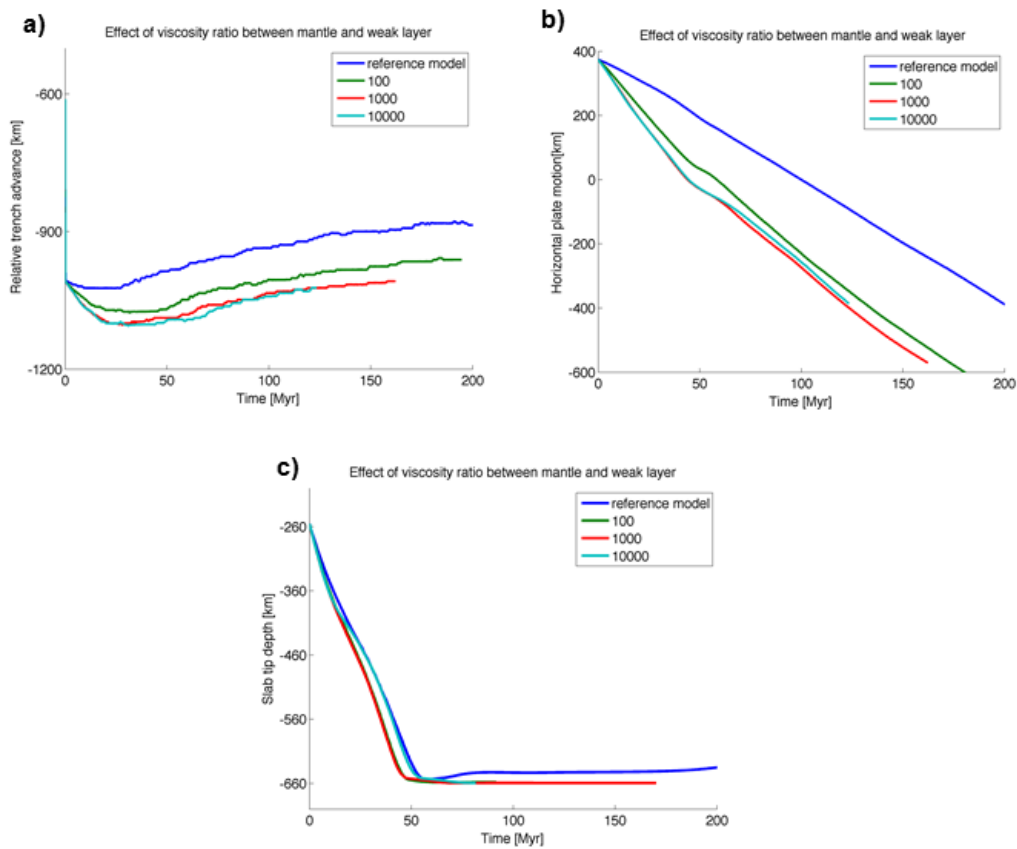 a)
Effect of viscosity ratio between mantle and weak layer
reference model
100
1000
10000
-600
-900
-1200
Relative trench advance [km]
0 50 100 150 200
Time [Myr]
b)
Effect of viscosity ratio between mantle and weak layer
reference model
100
1000
10000
400
200
0
-200
-400
-600
Horizontal plate motion[km]
0 50 100 150 200
Time [Myr]
c)
Effect of viscosity ratio between mantle and weak layer
reference model
100
1000
10000
-260
-360
-460
-560
-660
Slab tip depth [km]
0 50 100 150 200
Time [Myr]